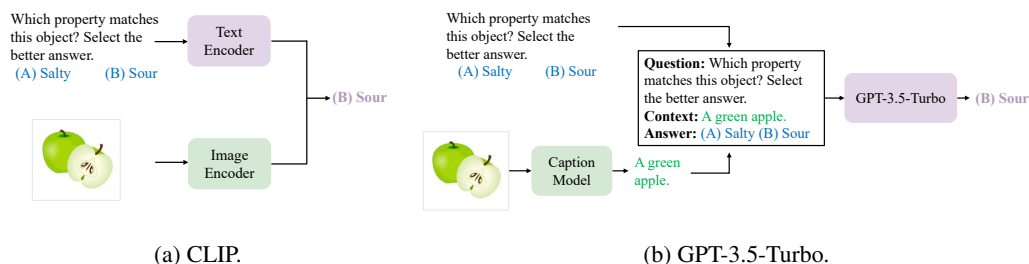 Which property matches
this object? Select the
better answer.
(A) Salty (B) Sour
Text
Encoder
(B) Sour
Image
Encoder
(a) CLIP.
Which property matches
this object? Select the
better answer.
(A) Salty (B) Sour
Question: Which property
matches this object? Select
the better answer.
Context: A green apple.
Answer: (A) Salty (B) Sour
GPT-3.5-Turbo
(B) Sour
Caption
Model
A green
apple.
(b) GPT-3.5-Turbo.